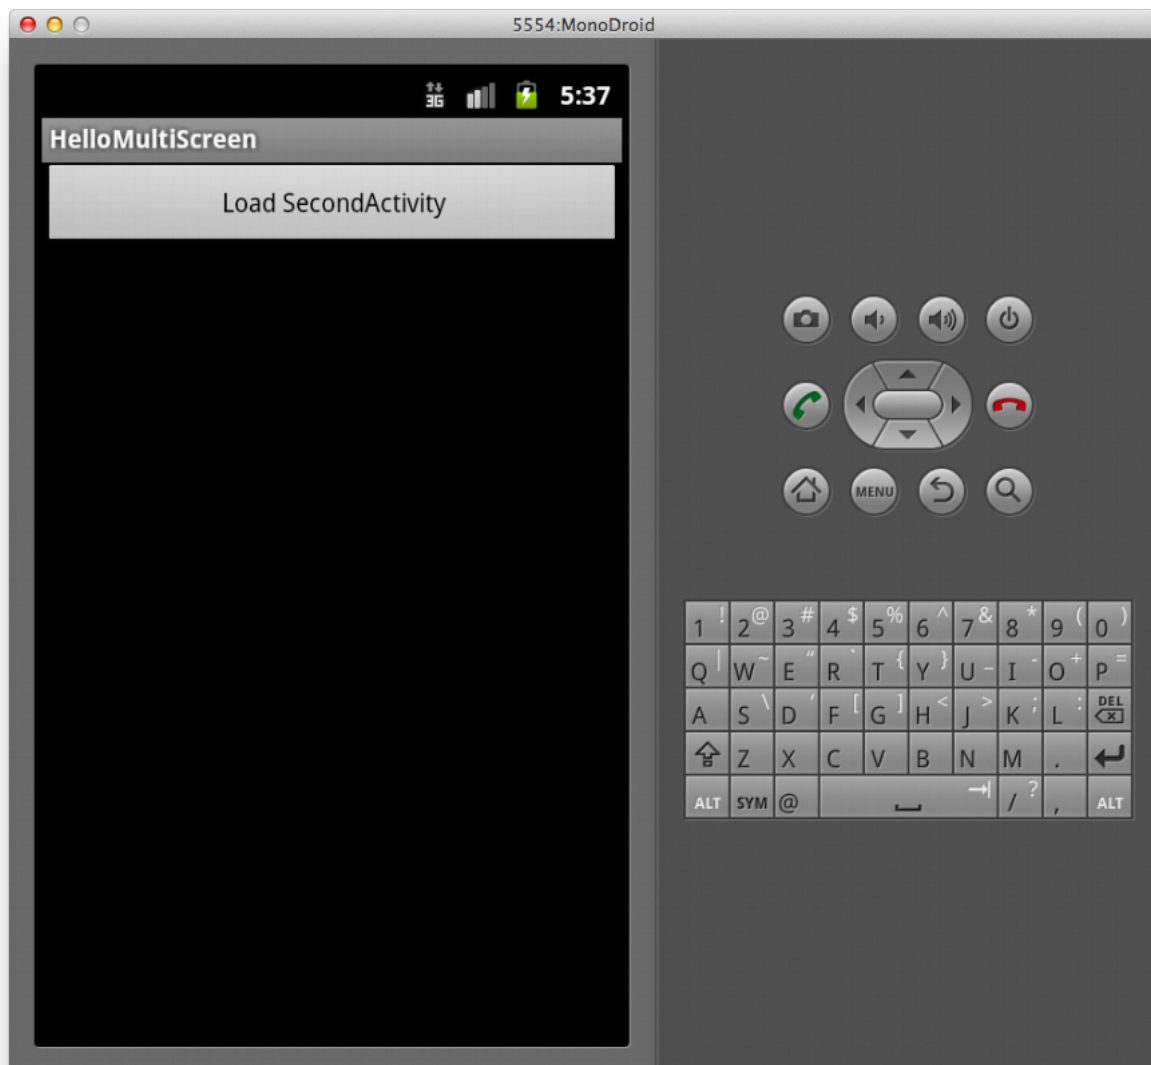 5554:MonoDroid
3G 5:37
HelloMultiScreen
Load SecondActivity
MENU
1 ! 2 @ 3 # 4 $ 5 % 6 ^ 7 & 8 * 9 ( 0 )
Q | W ~ E “ R ` T { Y } U _ I - O + P =
A S \ D ‘ F [ G ] H < J > K ; L : DEL
Z X C V B N M .
ALT SYM @ / ? , ALT